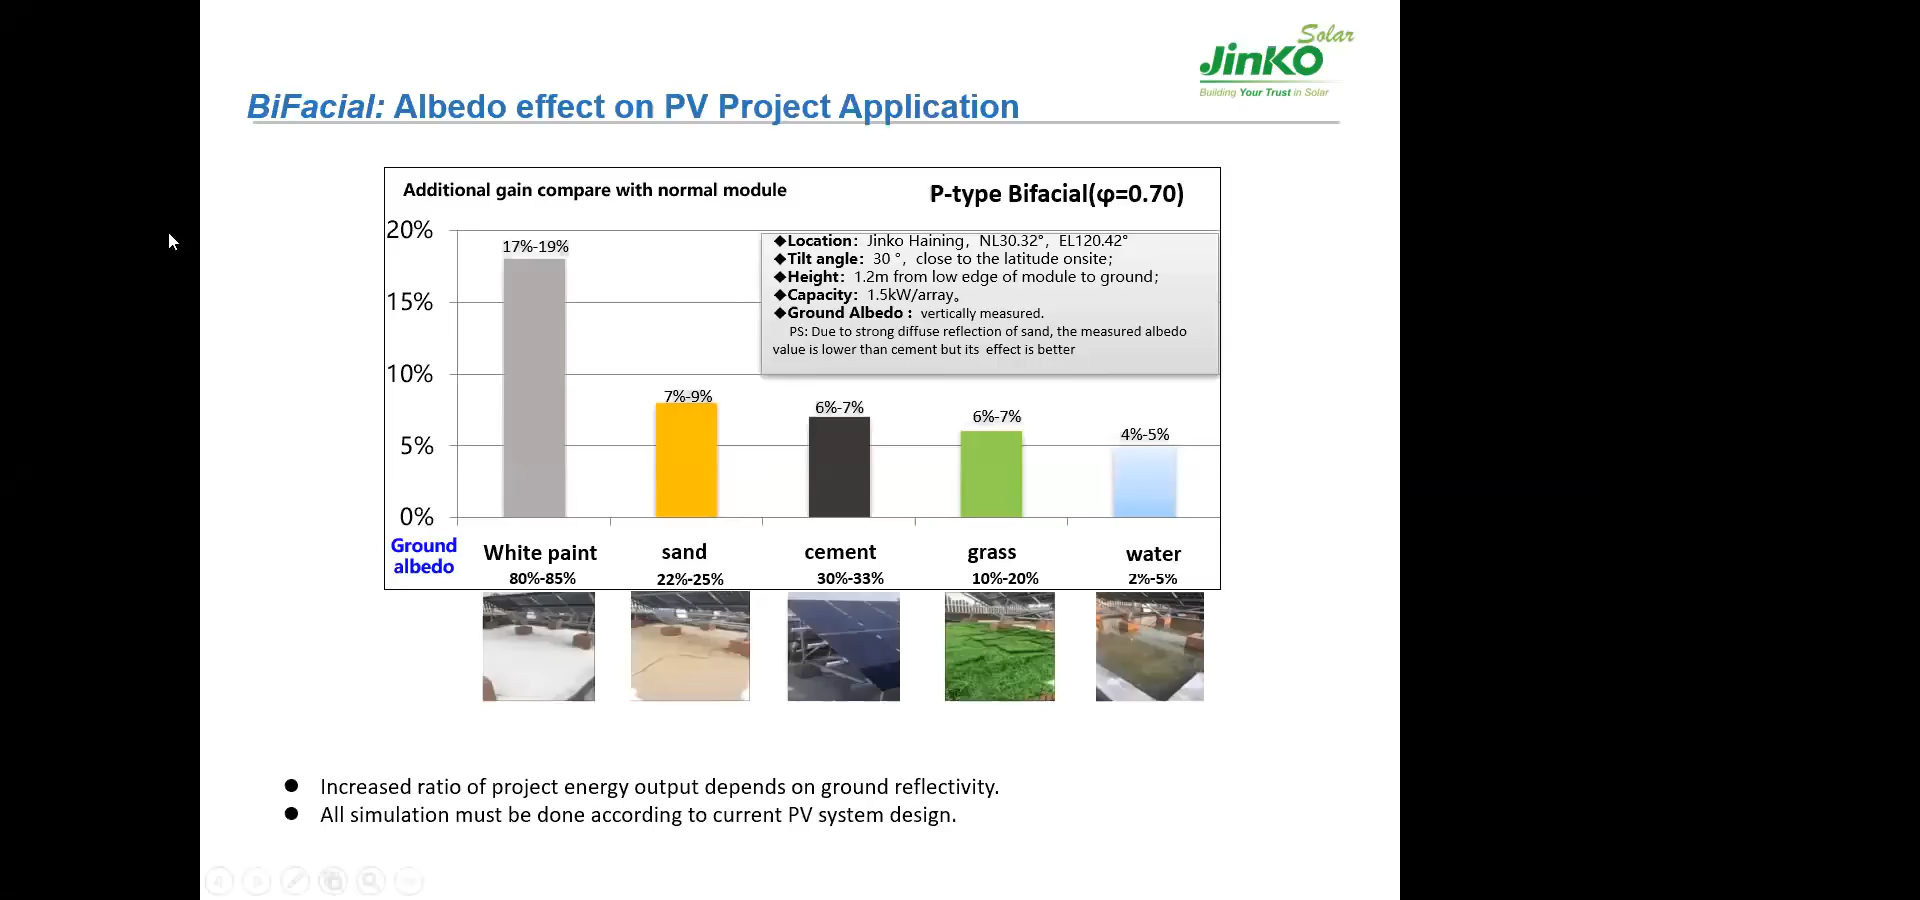 Solar
JinKO
Building Your Trust in Solar
BiFacial: Albedo effect on PV Project Application
Additional gain compare with normal module
P-type Bifacial(φ=0.70)
20%
15%
10%
5%
0%
17%-19%
7%-9%
6%-7%
6%-7%
4%-5%
◆Location： Jinko Haining，NL30.32°，EL120.42°
◆Tilt angle： 30 °，close to the latitude onsite；
◆Height： 1.2m from low edge of module to ground；
◆Capacity： 1.5kW/array。
◆Ground Albedo： vertically measured.
PS: Due to strong diffuse reflection of sand, the measured albedo
value is lower than cement but its effect is better
Ground
albedo
White paint sand cement grass water
80%-85% 22%-25% 30%-33% 10%-20% 2%-5%
● Increased ratio of project energy output depends on ground reflectivity.
● All simulation must be done according to current PV system design.